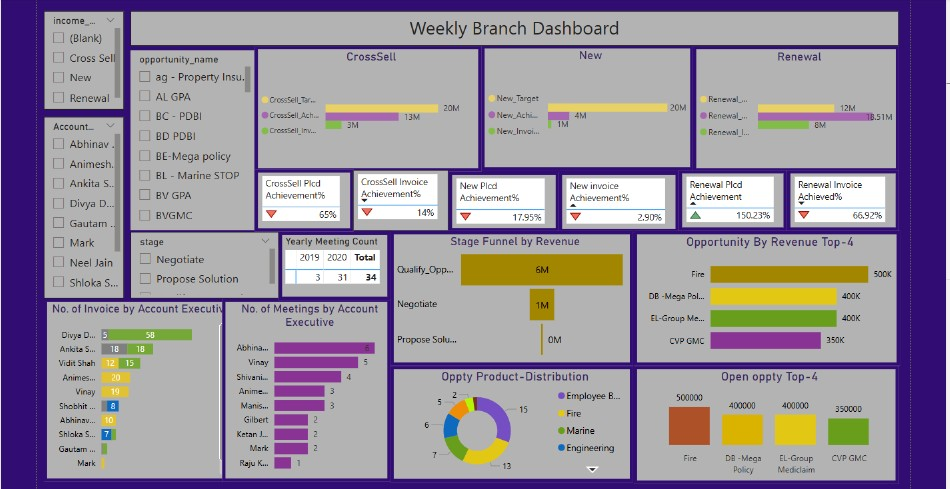 Weekly Branch Dashboard
income_...
(Blank)
Cross Sell
New
Renewal
Account...
Abhinav ...
Animesh.
Ankita S...
Divya D...
Gautam ...
Mark
Neel Jain
Shloka S...
opportunity_name
ag - Property Insu.
AL GPA
BC - PDBI
BD PDBI
BE-Mega policy
BL - Marine STOP
BV GPA
BVGMC
stage
Negotiate
Propose Solution
CrossSell
CrossSell_Tar...
20M
CrossSell_Ach...
13M
CrossSell_Inv...
3M
New
New_Target
20M
New_Achi...
4M
New_Invoi...
1M
Renewal
Renewal_...
12M
Renewal_...
18.51M
Renewal_I...
8M
CrossSell Plcd
Achievement%
65%
CrossSell Invoice
Achievement%
14%
New Plcd
Achievement%
17.95%
New invoice
Achievement%
2.90%
Renewal Plcd
Achievement
150.23%
Renewal Invoice
Achieved%
66.92%
Yearly Meeting Count
2019 2020 Total
3 31 34
Stage Funnel by Revenue
Qualify_Opp...
6M
Negotiate
1M
Propose Solu...
0M
Opportunity By Revenue Top-4
Fire
500K
DB -Mega Pol...
400K
EL-Group Me...
400K
CVP GMC
350K
No. of Invoice by Account Executiv
Divya D...
5 58
Ankita S...
18 18
Vidit Shah
12 15
Animes...
20
Vinay
19
Shobhit ...
8
Abhinav...
10
Shloka S...
7
Gautam ...
Mark
No. of Meetings by Account
Executive
Abhina...
Vinay
5
Shivani...
4
Anime...
3
Manis...
3
Gilbert
2
Ketan J...
2
Mark
2
Raju K...
1
Oppty Product-Distribution
2
5
6
7
13
15
Employee B...
Fire
Marine
Engineering
Open oppty Top-4
500000
400000
400000
350000
Fire
DB -Mega
Policy
EL-Group
Mediclaim
CVP GMC